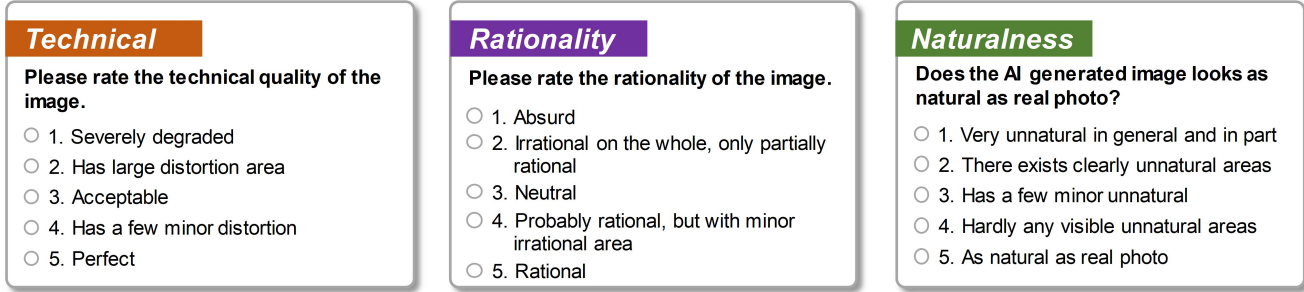 Technical
Please rate the technical quality of the
image.
1. Severely degraded
2. Has large distortion area
3. Acceptable
4. Has a few minor distortion
5. Perfect
Rationality
Please rate the rationality of the image.
1. Absurd
2. Irrational on the whole, only partially
rational
3. Neutral
4. Probably rational, but with minor
irrational area
5. Rational
Naturalness
Does the AI generated image looks as
natural as real photo?
1. Very unnatural in general and in part
2. There exists clearly unnatural areas
3. Has a few minor unnatural
4. Hardly any visible unnatural areas
5. As natural as real photo